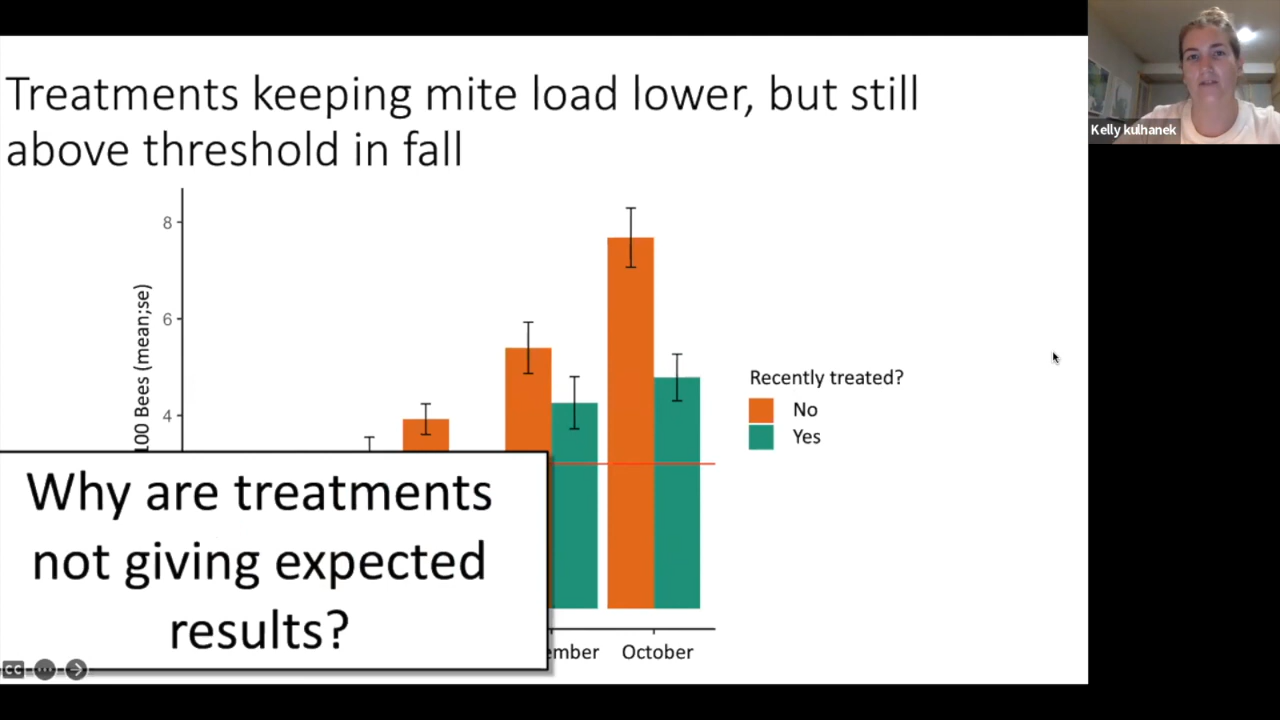 Treatments keeping mite load lower, but still
above threshold in fall
Kelly kulhanek
8
6
4
100 Bees (mean;se)
Recently treated?
No
Yes
Why are treatments
not giving expected
results?
ember
October
CC